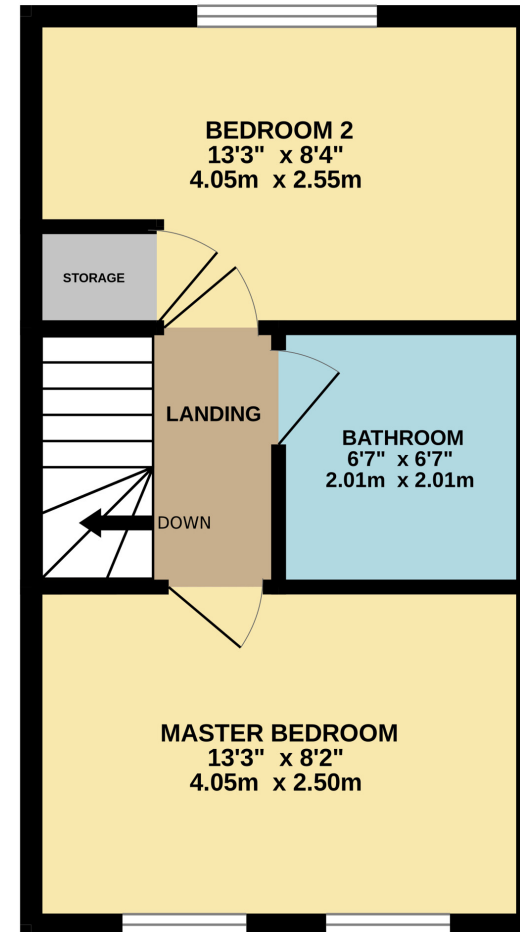 BEDROOM 2
13'3" x 8'4"
4.05m x 2.55m
STORAGE
LANDING
BATHROOM
6'7" x 6'7"
2.01m x 2.01m
DOWN
MASTER BEDROOM
13'3" x 8'2"
4.05m x 2.50m